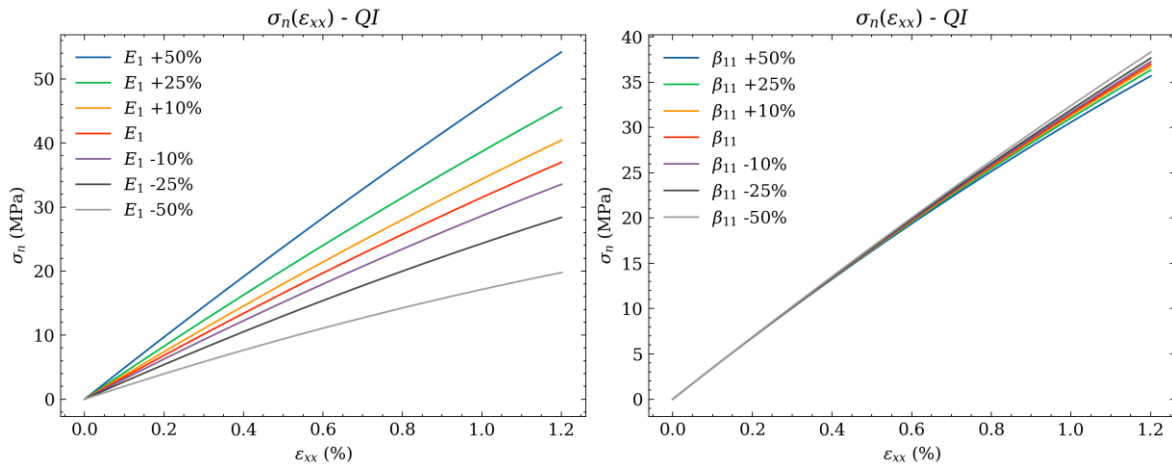 σₙ(εₓₓ) - QI
E₁ +50%
E₁ +25%
E₁ +10%
E₁
E₁ -10%
E₁ -25%
E₁ -50%
50
40
30
20
10
0
σₙ (MPa)
0.0 0.2 0.4 0.6 0.8 1.0 1.2
εₓₓ (%)
σₙ(εₓₓ) - QI
β₁₁ +50%
β₁₁ +25%
β₁₁ +10%
β₁₁
β₁₁ -10%
β₁₁ -25%
β₁₁ -50%
40
35
30
25
20
15
10
5
0
σₙ (MPa)
0.0 0.2 0.4 0.6 0.8 1.0 1.2
εₓₓ (%)